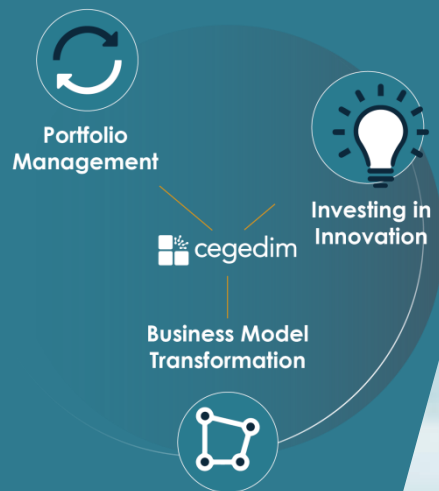 Portfolio
Management
Investing in
Innovation
cegedim
Business Model
Transformation